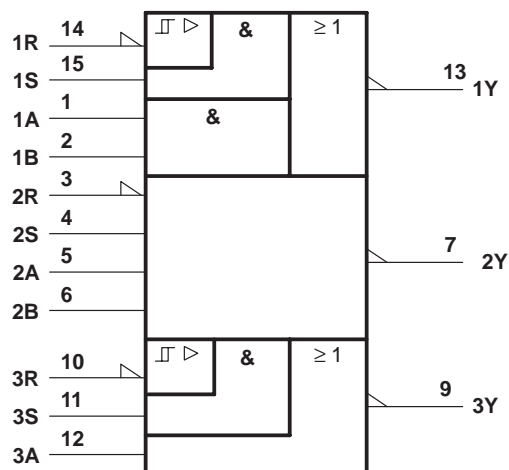 1R 14 & ≥ 1
1S 15 13 1Y
1A 1 &
1B 2
2R 3
2S 4
2A 5 7 2Y
2B 6
3R 10 & ≥ 1
3S 11 9 3Y
3A 12